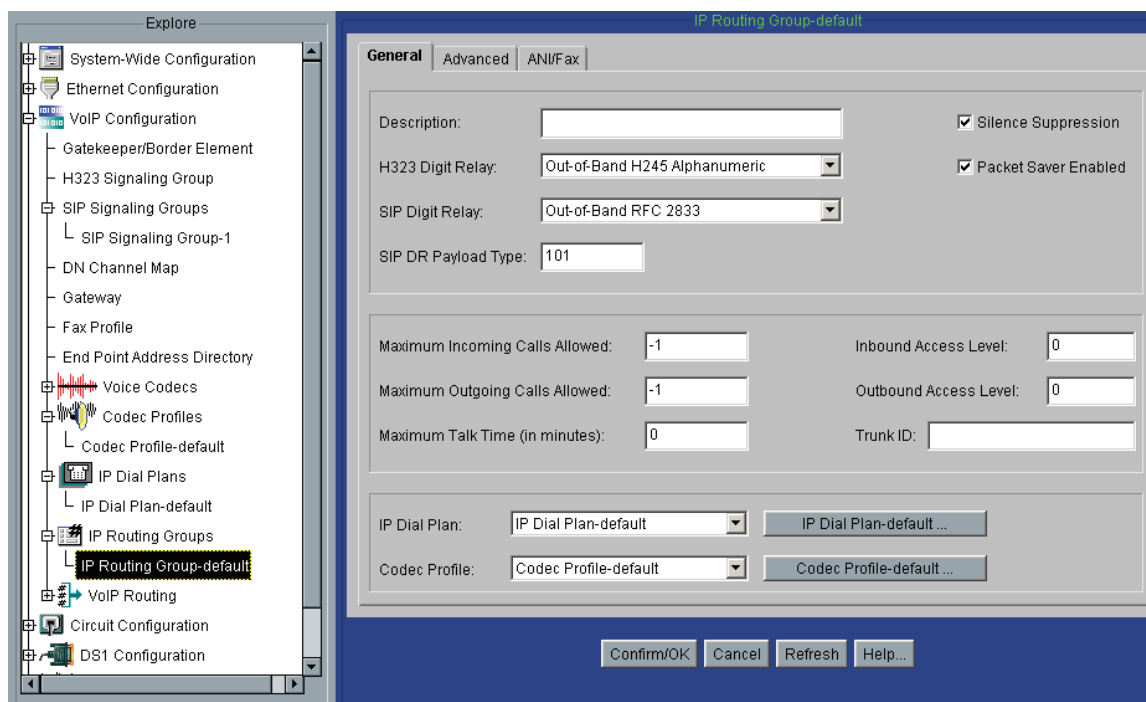 Explore
System-Wide Configuration
Ethernet Configuration
VoIP Configuration
Gatekeeper/Border Element
H323 Signaling Group
SIP Signaling Groups
SIP Signaling Group-1
DN Channel Map
Gateway
Fax Profile
End Point Address Directory
Voice Codecs
Codec Profiles
Codec Profile-default
IP Dial Plans
IP Dial Plan-default
IP Routing Groups
IP Routing Group-default
VoIP Routing
Circuit Configuration
DS1 Configuration
IP Routing Group-default
General Advanced ANI/Fax
Description: Silence Suppression
H323 Digit Relay: Out-of-Band H245 Alphanumeric Packet Saver Enabled
SIP Digit Relay: Out-of-Band RFC 2833
SIP DR Payload Type: 101
Maximum Incoming Calls Allowed: -1 Inbound Access Level: 0
Maximum Outgoing Calls Allowed: -1 Outbound Access Level: 0
Maximum Talk Time (in minutes): 0 Trunk ID:
IP Dial Plan: IP Dial Plan-default IP Dial Plan-default ...
Codec Profile: Codec Profile-default Codec Profile-default ...
Confirm/OK Cancel Refresh Help...